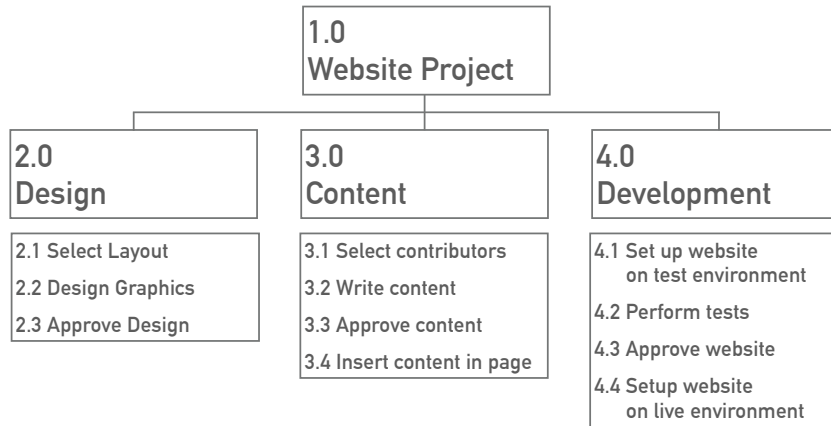 1.0
Website Project
2.0
Design
2.1 Select Layout
2.2 Design Graphics
2.3 Approve Design
3.0
Content
3.1 Select contributors
3.2 Write content
3.3 Approve content
3.4 Insert content in page
4.0
Development
4.1 Set up website
on test environment
4.2 Perform tests
4.3 Approve website
4.4 Setup website
on live environment